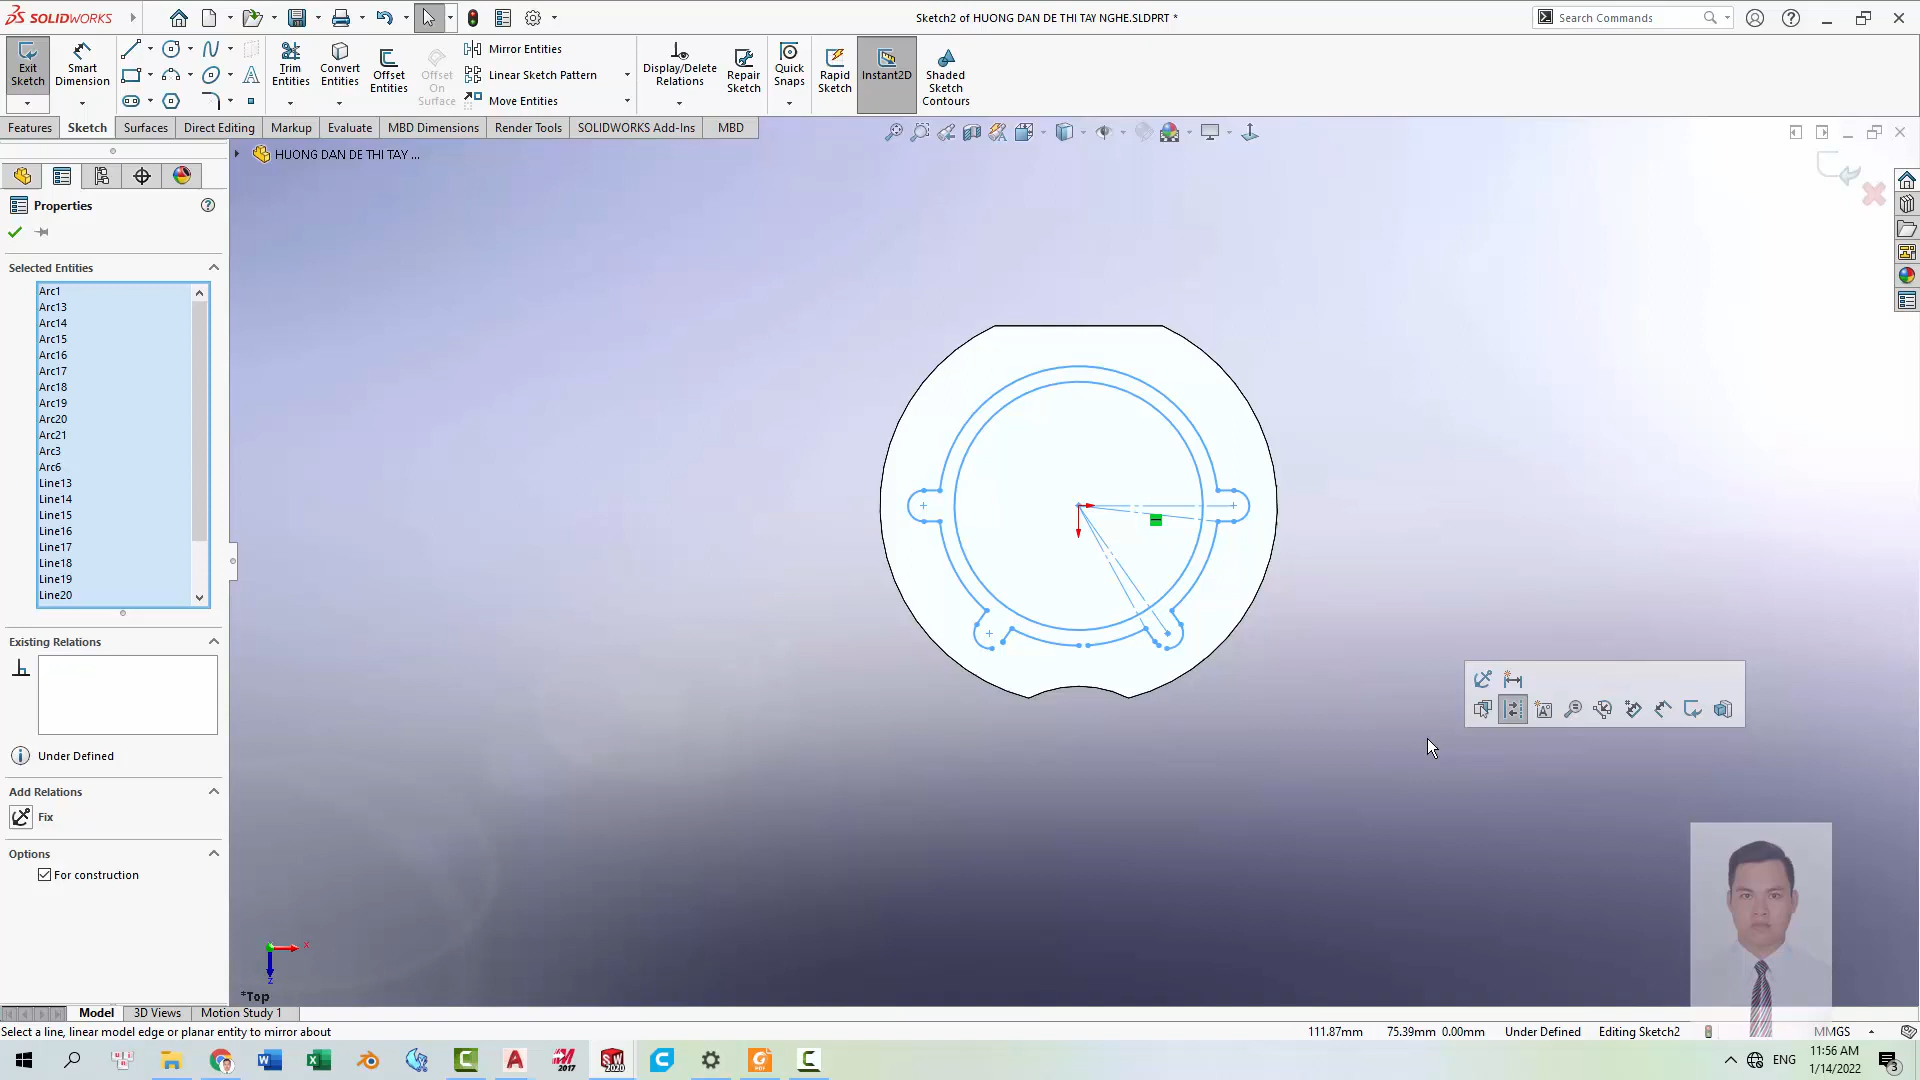 SOLIDWORKS
Sketch2 of HUONG DAN DE THI TAY NGHE.SLDPRT *
Search Commands
Exit Sketch
Smart Dimension
Trim Entities
Convert Entities
Offset Entities
Offset On Surface
Mirror Entities
Linear Sketch Pattern
Move Entities
Display/Delete Relations
Repair Sketch
Quick Snaps
Rapid Sketch
Instant2D
Shaded Sketch Contours
Features
Sketch
Surfaces
Direct Editing
Markup
Evaluate
MBD Dimensions
Render Tools
SOLIDWORKS Add-Ins
MBD
HUONG DAN DE THI TAY ...
Properties
Selected Entities
Arc1
Arc13
Arc14
Arc15
Arc16
Arc17
Arc18
Arc19
Arc20
Arc21
Arc3
Arc6
Line13
Line14
Line15
Line16
Line17
Line18
Line19
Line20
Existing Relations
Under Defined
Add Relations
Fix
Options
For construction
X
Z
*Top
Model
3D Views
Motion Study 1
Select a line, linear model edge or planar entity to mirror about
111.87mm
75.39mm 0.00mm
Under Defined
Editing Sketch2
MMGS
ENG
11:56 AM
1/14/2022
3